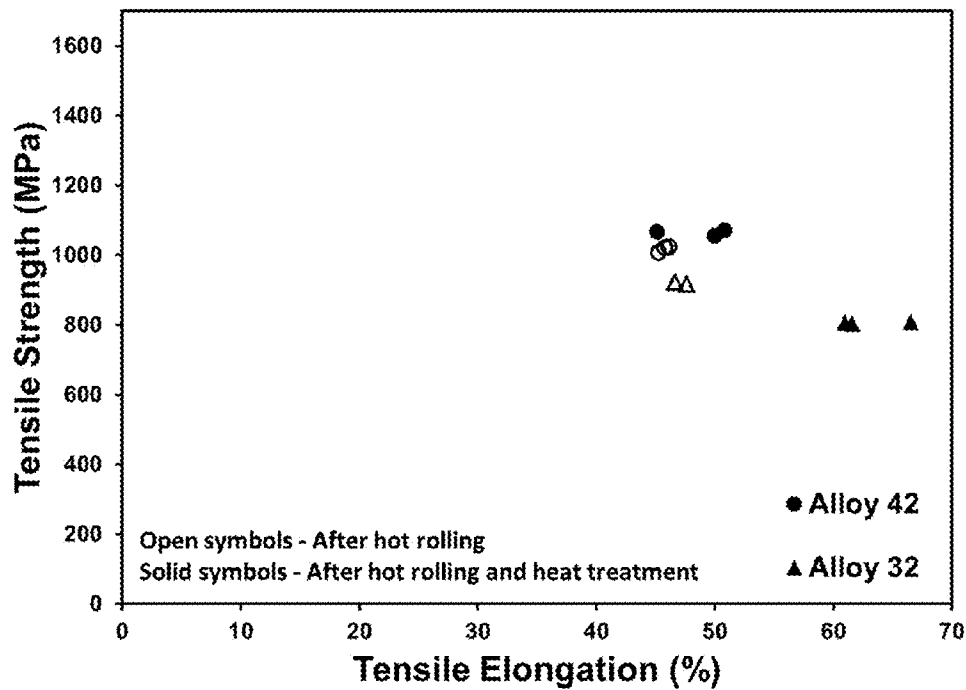 Tensile Strength (MPa)
1600
1400
1200
1000
800
600
400
200
0
Open symbols - After hot rolling
Solid symbols - After hot rolling and heat treatment
Alloy 42
Alloy 32
0 10 20 30 40 50 60 70
Tensile Elongation (%)